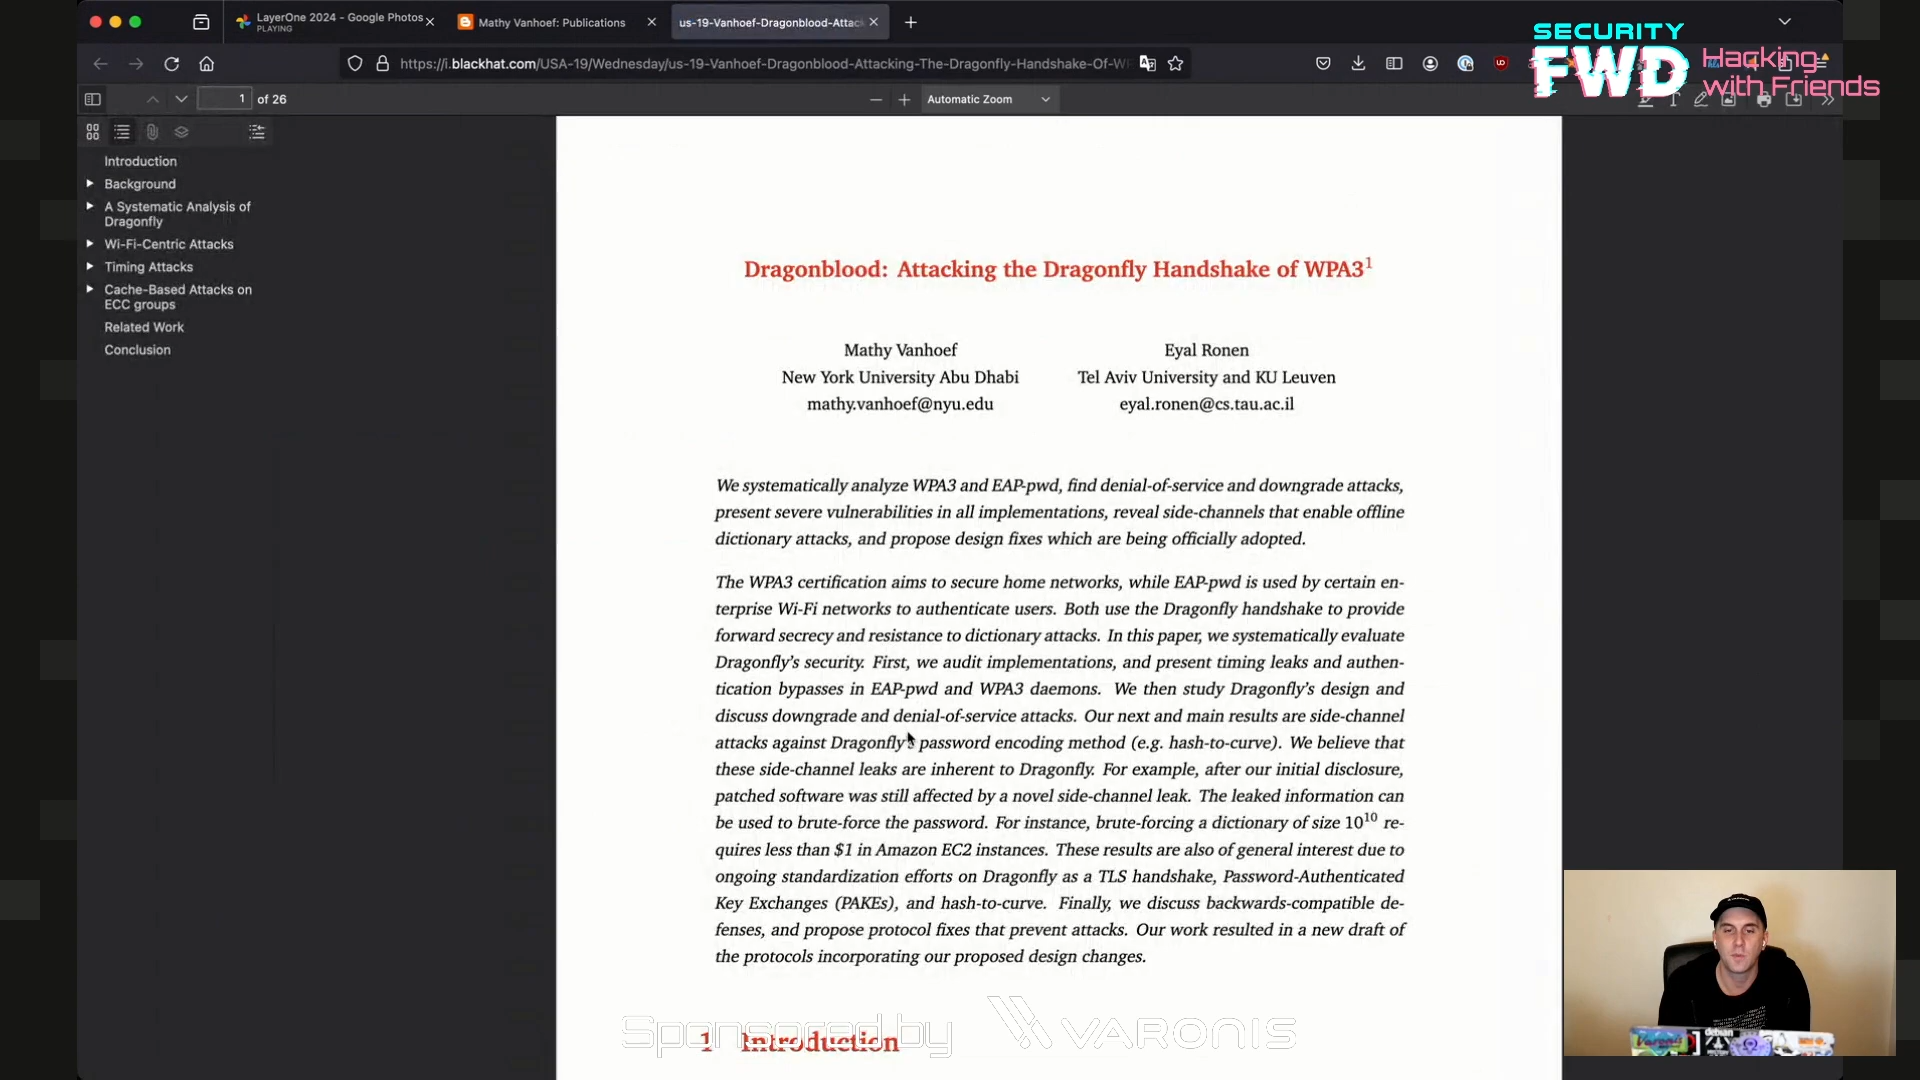 LayerOne 2024 - Google Photos
PLAYING
Mathy Vanhoef: Publications
us-19-Vanhoef-Dragonblood-Attac
SECURITY
FWD
Hacking
with Friends
https://i.blackhat.com/USA-19/Wednesday/us-19-Vanhoef-Dragonblood-Attacking-The-Dragonfly-Handshake-Of-W
1 of 26
Automatic Zoom
Introduction
Background
A Systematic Analysis of
Dragonfly
Wi-Fi-Centric Attacks
Timing Attacks
Cache-Based Attacks on
ECC groups
Related Work
Conclusion
Dragonblood: Attacking the Dragonfly Handshake of WPA3¹
Mathy Vanhoef
New York University Abu Dhabi
mathy.vanhoef@nyu.edu
Eyal Ronen
Tel Aviv University and KU Leuven
eyal.ronen@cs.tau.ac.il
We systematically analyze WPA3 and EAP-pwd, find denial-of-service and downgrade attacks,
present severe vulnerabilities in all implementations, reveal side-channels that enable offline
dictionary attacks, and propose design fixes which are being officially adopted.
The WPA3 certification aims to secure home networks, while EAP-pwd is used by certain en-
terprise Wi-Fi networks to authenticate users. Both use the Dragonfly handshake to provide
forward secrecy and resistance to dictionary attacks. In this paper, we systematically evaluate
Dragonfly's security. First, we audit implementations, and present timing leaks and authen-
tication bypasses in EAP-pwd and WPA3 daemons. We then study Dragonfly's design and
discuss downgrade and denial-of-service attacks. Our next and main results are side-channel
attacks against Dragonfly's password encoding method (e.g. hash-to-curve). We believe that
these side-channel leaks are inherent to Dragonfly. For example, after our initial disclosure,
patched software was still affected by a novel side-channel leak. The leaked information can
be used to brute-force the password. For instance, brute-forcing a dictionary of size 10¹⁰ re-
quires less than $1 in Amazon EC2 instances. These results are also of general interest due to
ongoing standardization efforts on Dragonfly as a TLS handshake, Password-Authenticated
Key Exchanges (PAKEs), and hash-to-curve. Finally, we discuss backwards-compatible de-
fenses, and propose protocol fixes that prevent attacks. Our work resulted in a new draft of
the protocols incorporating our proposed design changes.
1 Introduction
Sponsored by VARONIS
Varonis
debian